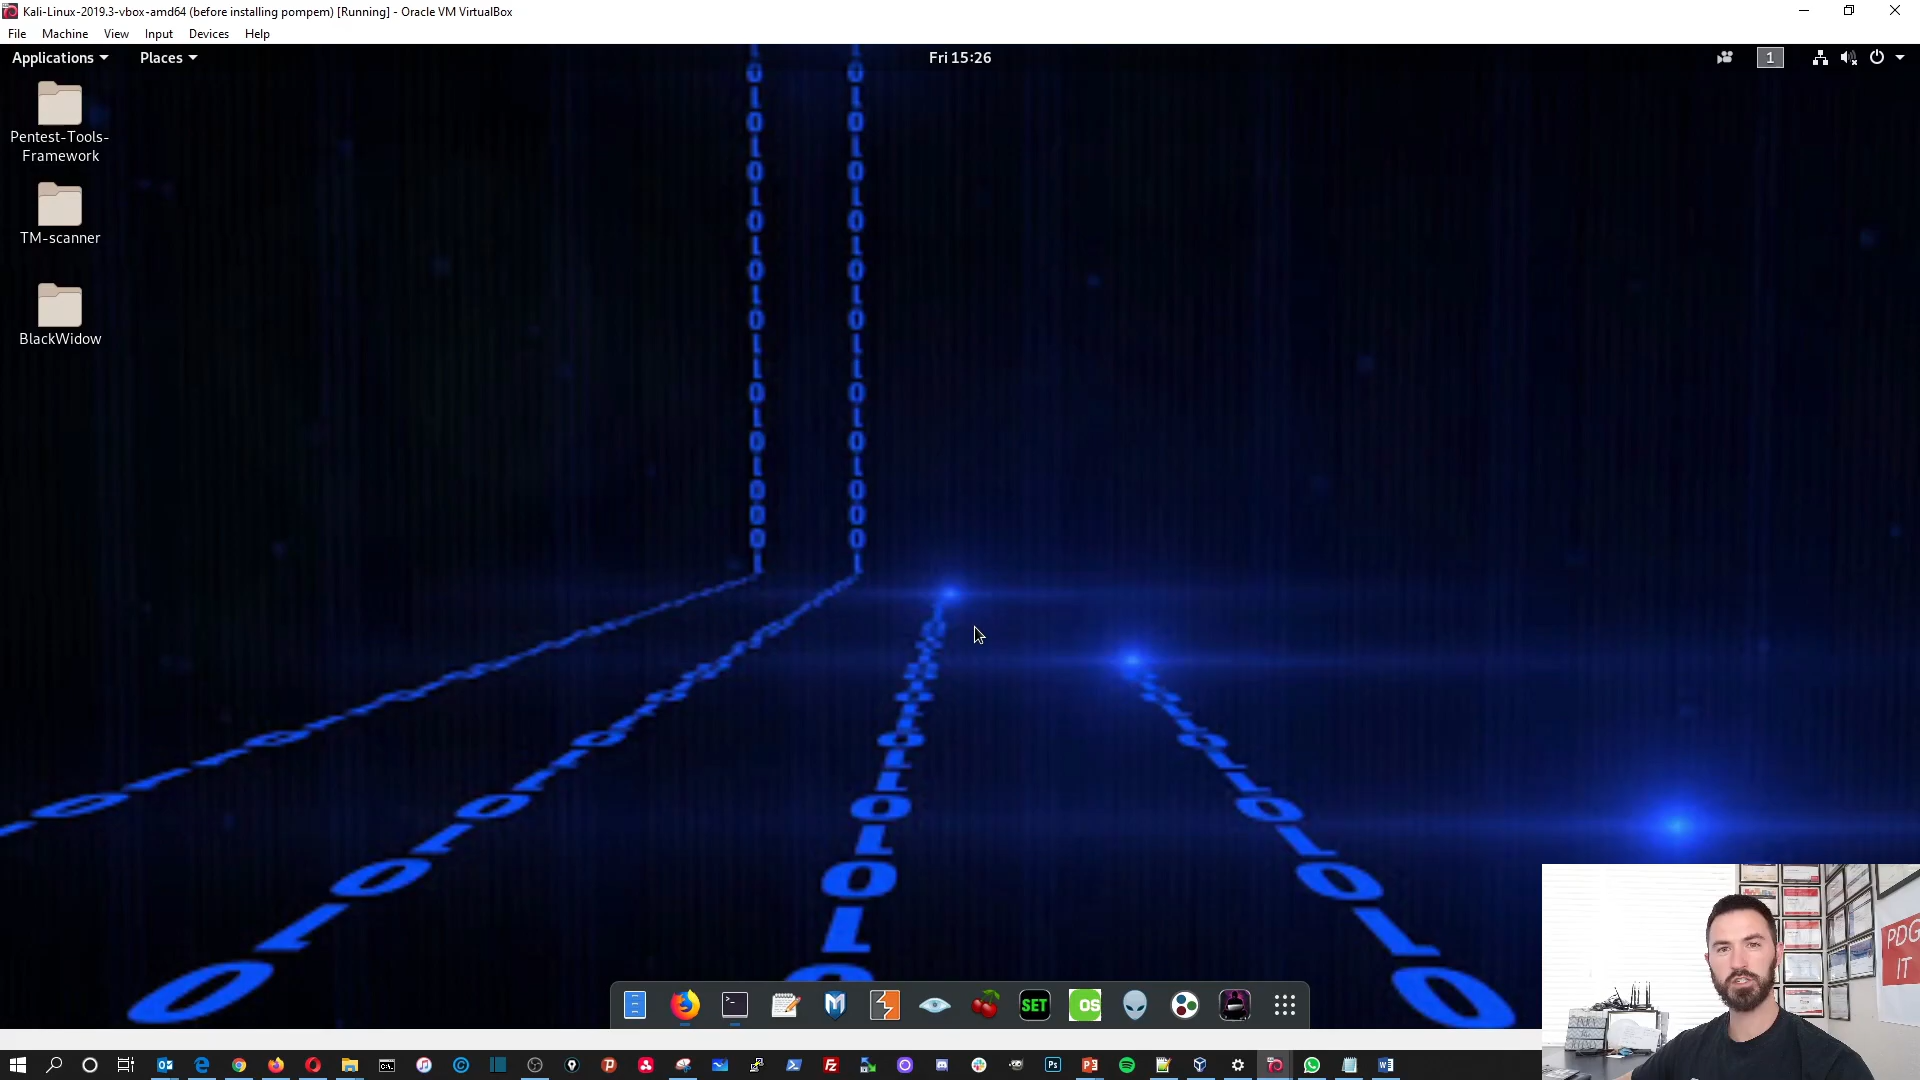 Kali-Linux-2019.3-vbox-amd64 (before installing pompem) [Running] - Oracle VM VirtualBox
File Machine View Input Devices Help
Applications Places Fri 15:26 1
Pentest-Tools-
Framework
TM-scanner
BlackWidow
SET OS
PDG
IT